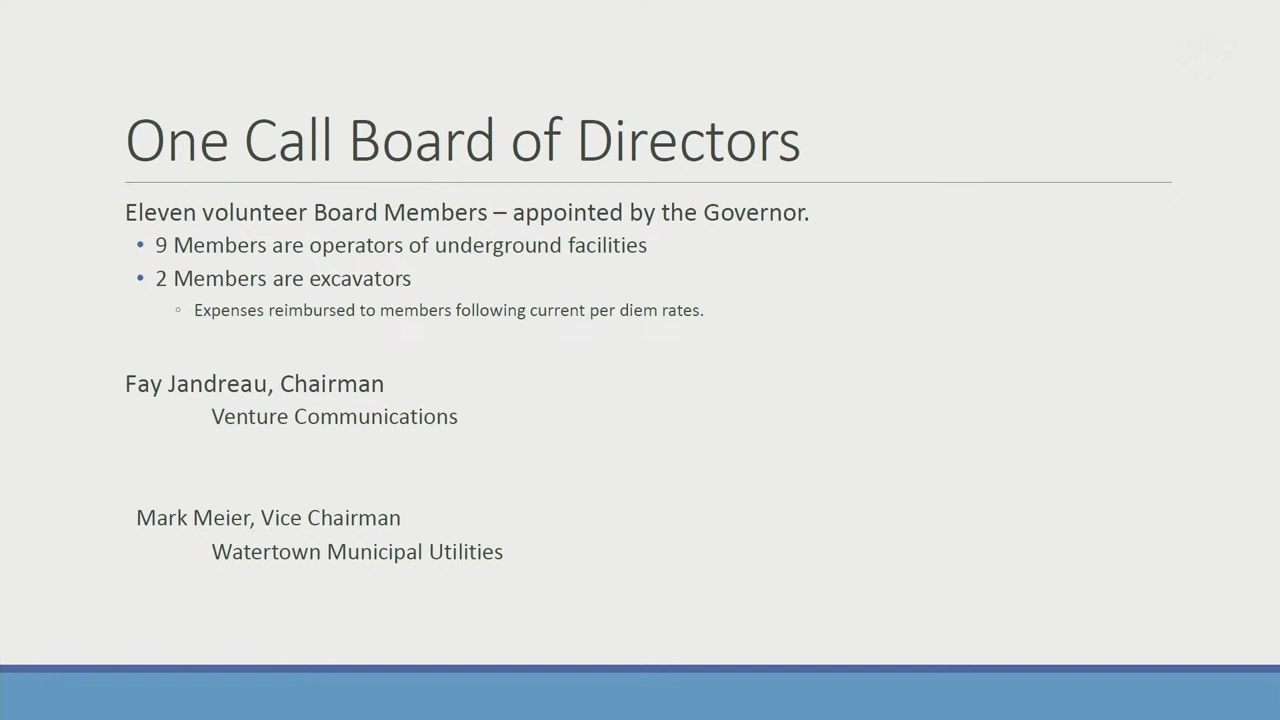 One Call Board of Directors
Eleven volunteer Board Members – appointed by the Governor.
• 9 Members are operators of underground facilities
• 2 Members are excavators
◦ Expenses reimbursed to members following current per diem rates.
Fay Jandreau, Chairman
Venture Communications
Mark Meier, Vice Chairman
Watertown Municipal Utilities